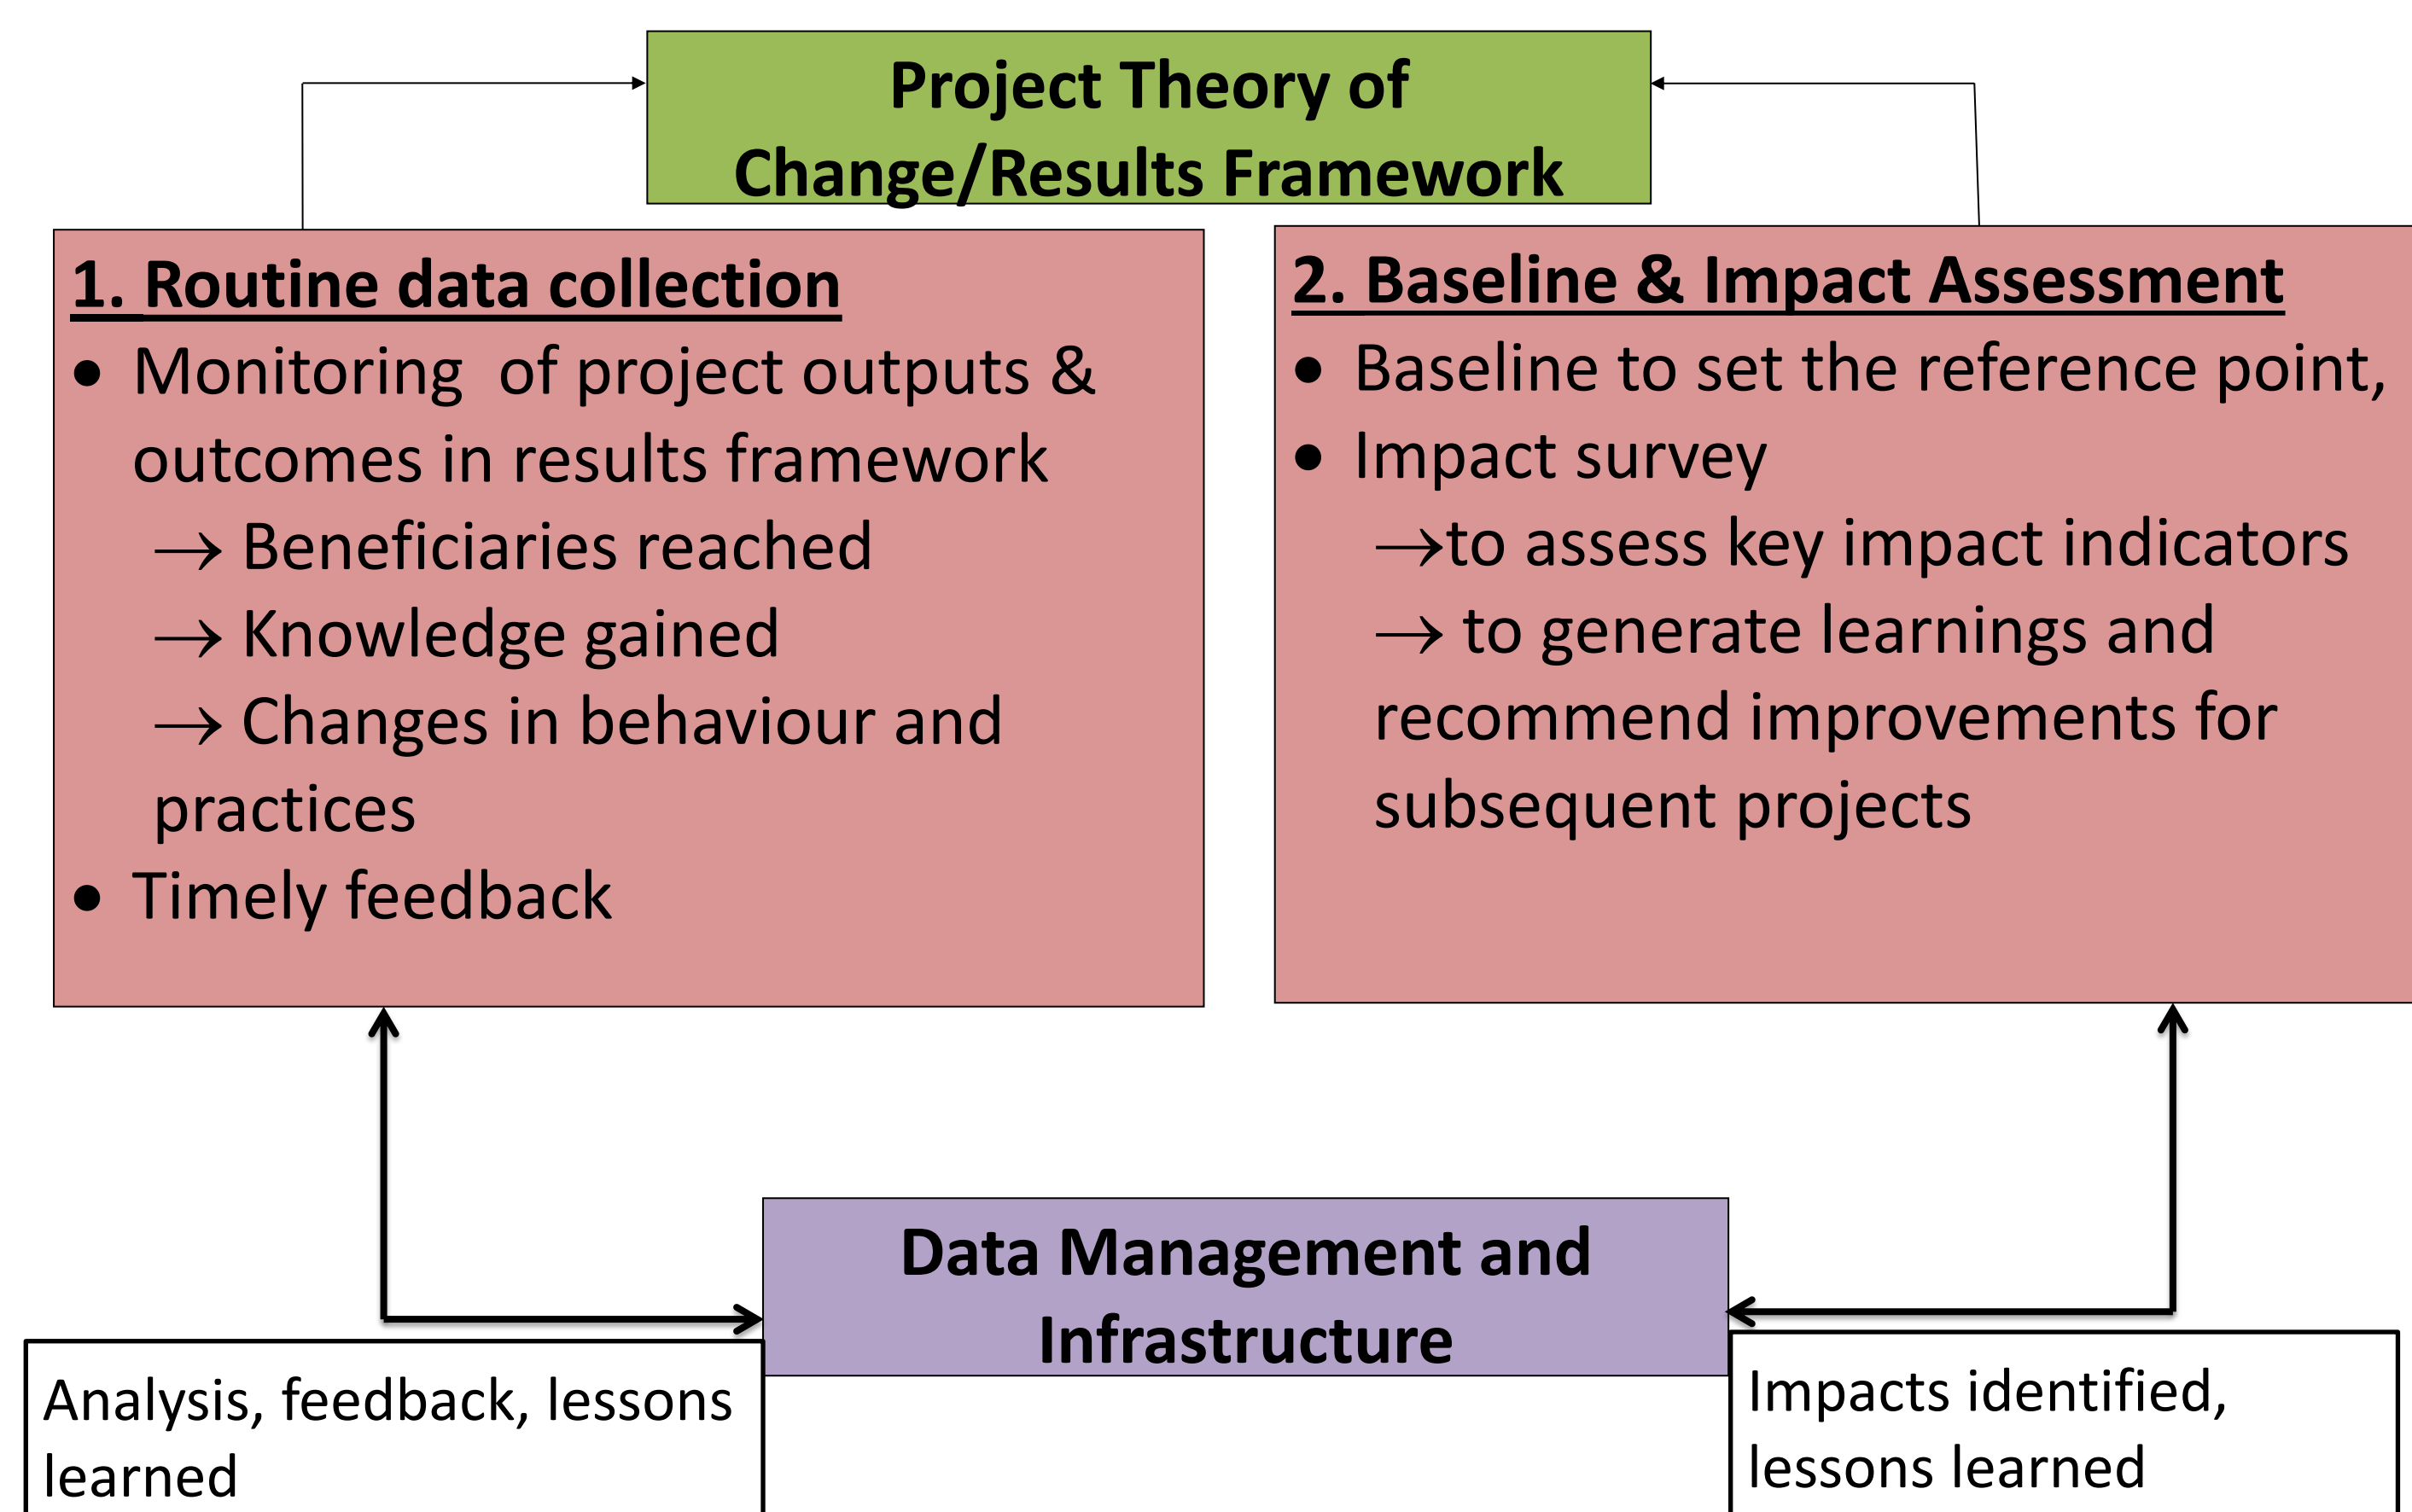 Project Theory of
Change/Results Framework
1. Routine data collection
● Monitoring  of project outputs &
outcomes in results framework
→ Beneficiaries reached
→ Knowledge gained
→ Changes in behaviour and
practices
● Timely feedback
2. Baseline & Impact Assessment
● Baseline to set the reference point,
● Impact survey
→to assess key impact indicators
→ to generate learnings and
recommend improvements for
subsequent projects
Data Management and
Infrastructure
Analysis, feedback, lessons
learned
Impacts identified,
lessons learned